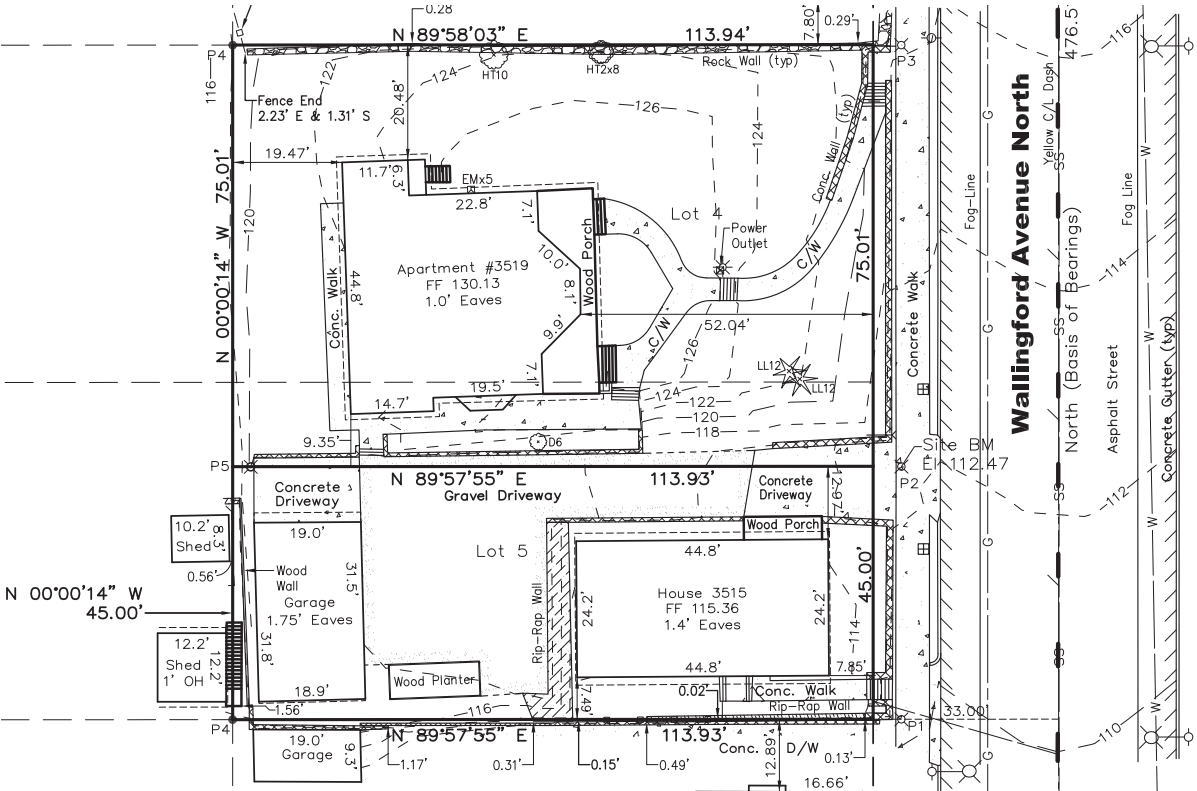 0.28'
N 89°58'03" E
113.94'
7.80'
0.29'
476.5
116
P4
122
124
HT10
HT2x8
Rock Wall (typ)
P3
116
Fence End
2.23' E & 1.31' S
20.48'
126
124
(typ)
Conc. Wall
G
Yellow C/L Dash
Wallingford Avenue North
SS
W
19.47'
11.7'
6.3'
EMx5
22.8'
7.1'
75.01'
N 00°00'14" W
120
Lot 4
Power
Outlet
C/W
75.01'
Fog-Line
Fog Line
North (Basis of Bearings)
Apartment #3519
FF 130.13
1.0' Eaves
44.8'
Conc. Walk
10.0'
8.1'
9.9'
7.1'
Wood Porch
C/W
52.04'
126
Concrete Walk
114
SS
G
W
Asphalt Street
Concrete Gutter (typ)
LL12
LL12
19.5'
14.7'
124
122
120
118
9.35'
D6
Site BM
El 112.47
P5
N 89°57'55" E
113.93'
P2
Gravel Driveway
Concrete
Driveway
Concrete
Driveway
12.97'
SS
112
W
10.2'
8.3'
Shed
19.0'
Wood Porch
44.8'
Lot 5
0.56'
Wood
Wall
31.5'
G
N 00°00'14" W
45.00'
Garage
1.75' Eaves
Rip-Rap Wall
24.2'
House 3515
FF 115.36
1.4' Eaves
24.2'
45.00'
114
12.2'
Shed
1' OH
12.2'
31.8'
SS
44.8'
7.85'
Wood Planter
18.9'
1.56'
116
7.49'
0.02'
Conc. Walk
Rip-Rap Wall
33.00'
W
P4
N 89°57'55" E
113.93'
P1
110
19.0'
Garage
9.3'
1.17'
0.31'
0.15'
0.49'
Conc. D/W
12.89'
0.13'
16.66'
G